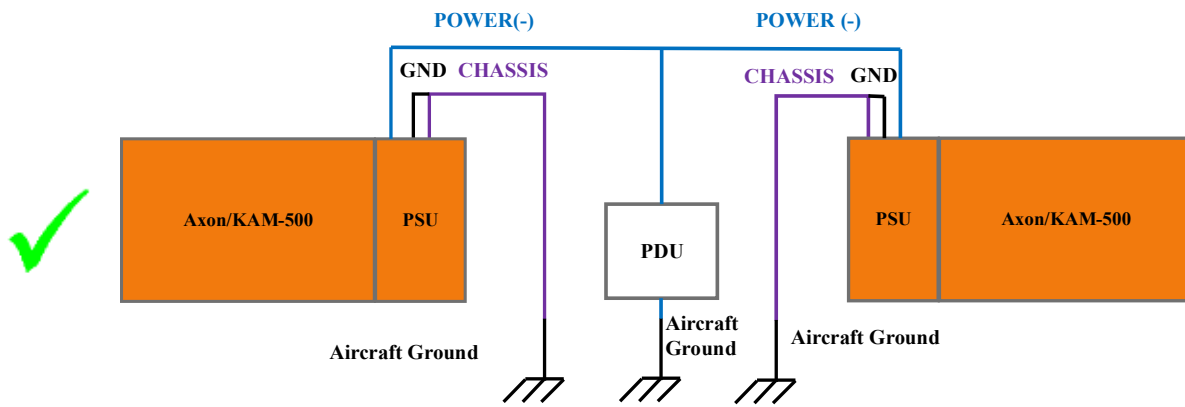 POWER(-)
POWER (-)
GND CHASSIS
CHASSIS GND
Axon/KAM-500
PSU
PDU
PSU
Axon/KAM-500
Aircraft Ground
Aircraft
Ground
Aircraft Ground